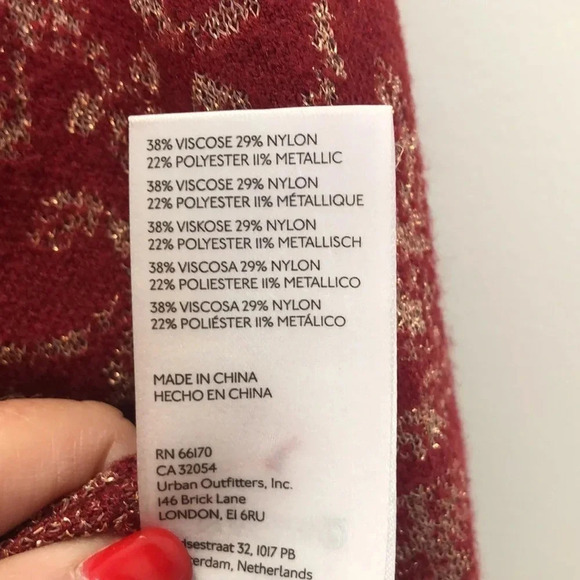 38% VISCOSE 29% NYLON
22% POLYESTER 11% METALLIC
38% VISCOSE 29% NYLON
22% POLYESTER 11% MÉTALLIQUE
38% VISKOSE 29% NYLON
22% POLYESTER 11% METALLISCH
38% VISCOSA 29% NYLON
22% POLIESTERE 11% METALLICO
38% VISCOSA 29% NYLON
22% POLIÉSTER 11% METÁLICO
MADE IN CHINA
HECHO EN CHINA
RN 66170
CA 32054
Urban Outfitters, Inc.
146 Brick Lane
LONDON, E1 6RU
32, 1017 PB
Netherlands